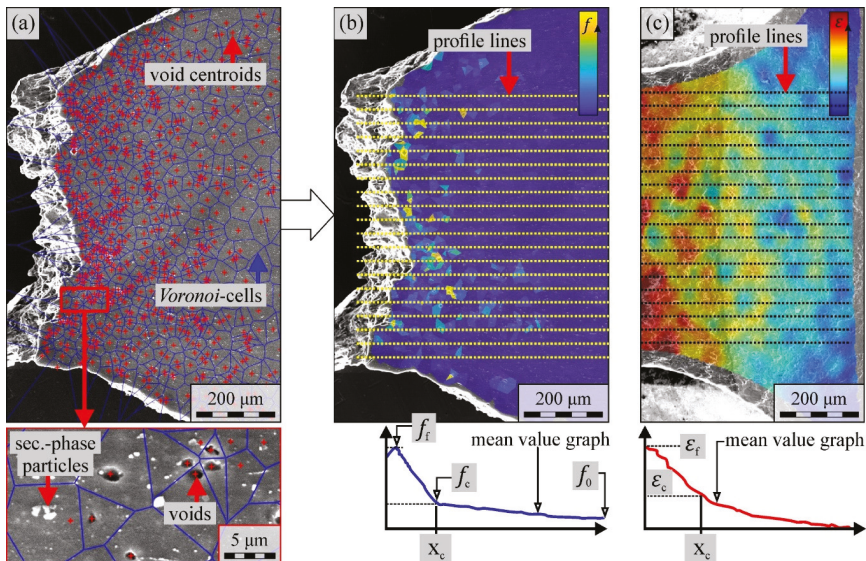 (a)
void centroids
Voronoi-cells
200 μm
sec.-phase
particles
voids
5 μm
(b)
profile lines
f
200 μm
f_f
f_c
mean value graph
f_0
x_c
(c)
profile lines
ε
200 μm
ε_f
ε_c
mean value graph
x_c